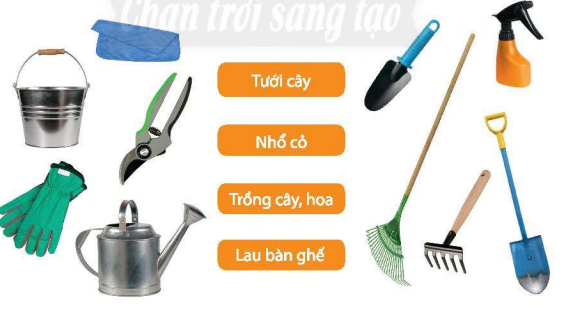 Chân trời sáng tạo
Tưới cây
Nhổ cỏ
Trồng cây, hoa
Lau bàn ghế